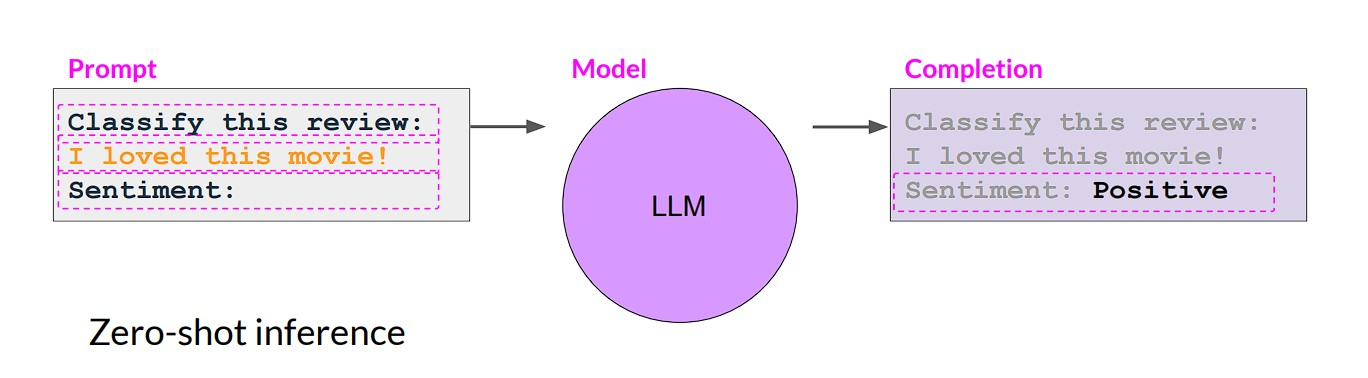 Prompt
Classify this review:
I loved this movie!
Sentiment:
Model
LLM
Completion
Classify this review:
I loved this movie!
Sentiment: Positive
Zero-shot inference